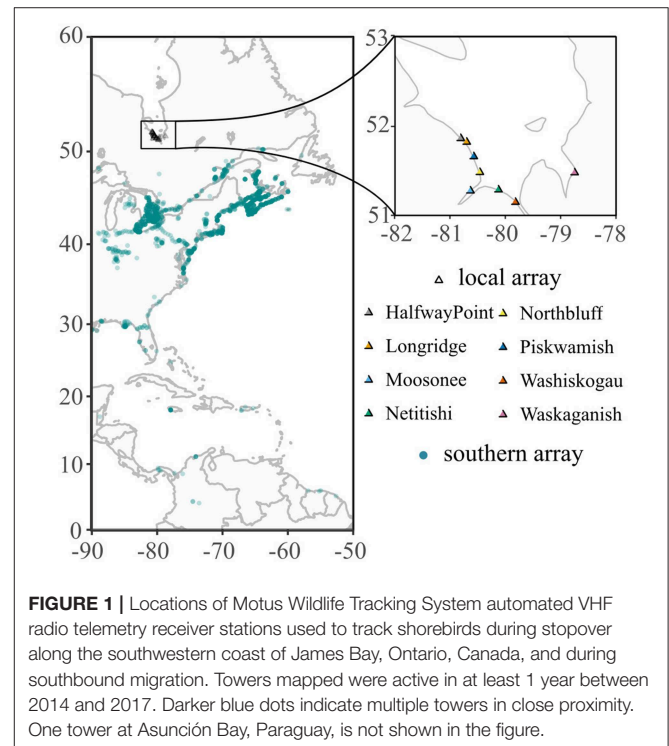 60
50
40
30
20
10
0
-90 -80 -70 -60 -50
53
52
51
-82 -81 -80 -79 -78
local array
HalfwayPoint Northbluff
Longridge Piskwamish
Moosonee Washiskogau
Netitishi Waskaganish
southern array
FIGURE 1 | Locations of Motus Wildlife Tracking System automated VHF
radio telemetry receiver stations used to track shorebirds during stopover
along the southwestern coast of James Bay, Ontario, Canada, and during
southbound migration. Towers mapped were active in at least 1 year between
2014 and 2017. Darker blue dots indicate multiple towers in close proximity.
One tower at Asunción Bay, Paraguay, is not shown in the figure.